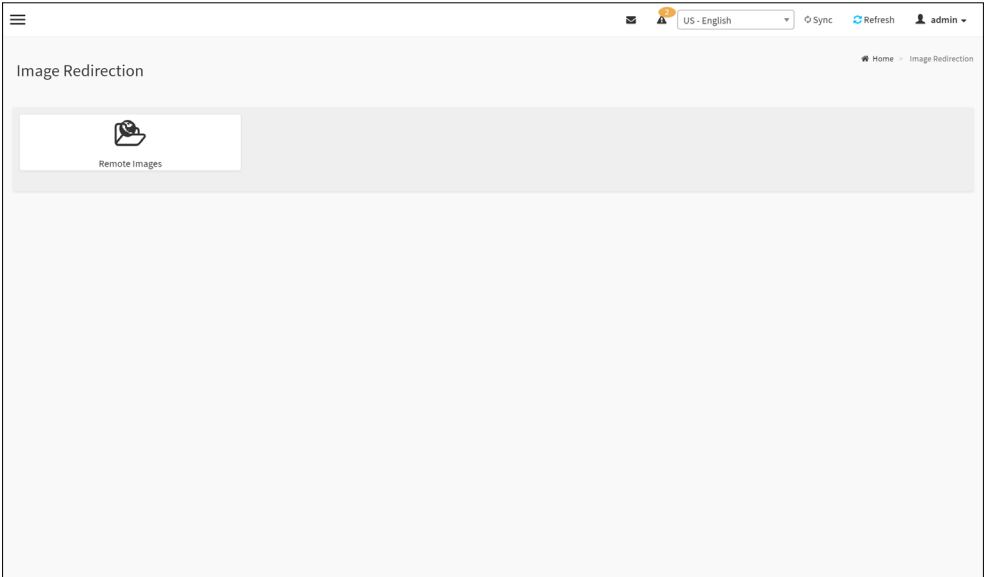 2
US - English
Sync
Refresh
admin
Image Redirection
Home > Image Redirection
Remote Images